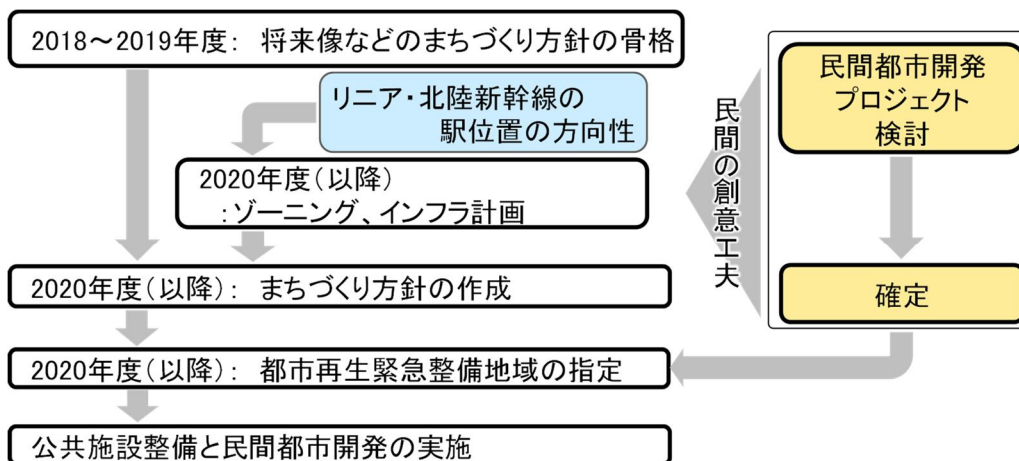 2018～2019年度： 将来像などのまちづくり方針の骨格
リニア・北陸新幹線の
駅位置の方向性
2020年度（以降）
：ゾーニング、インフラ計画
2020年度（以降）： まちづくり方針の作成
2020年度（以降）： 都市再生緊急整備地域の指定
公共施設整備と民間都市開発の実施
民間の創意工夫
民間都市開発
プロジェクト
検討
確定